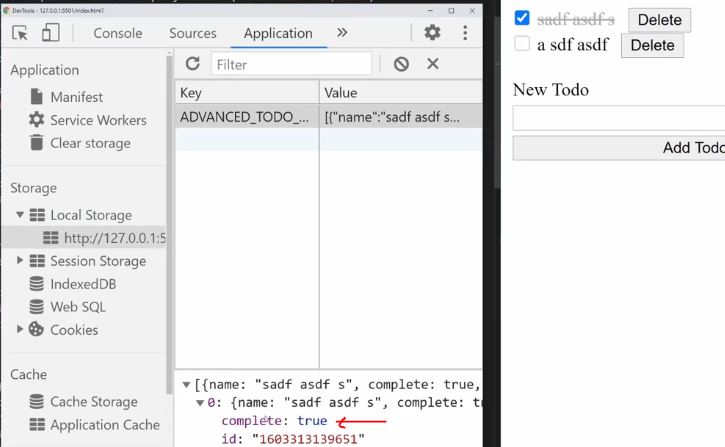 DevTools - 127.0.0.1:5501/index.html?
Console Sources Application »
Application
Manifest
Service Workers
Clear storage
Storage
Local Storage
http://127.0.0.1:5
Session Storage
IndexedDB
Web SQL
Cookies
Cache
Cache Storage
Application Cache
Filter
Key Value
ADVANCED_TODO_... [{"name":"sadf asdf s...
[{name: "sadf asdf s", complete: true,
0: {name: "sadf asdf s", complete: t
complete: true
id: "1603313139651"
sadf asdf s Delete
a sdf asdf Delete
New Todo
Add Todo